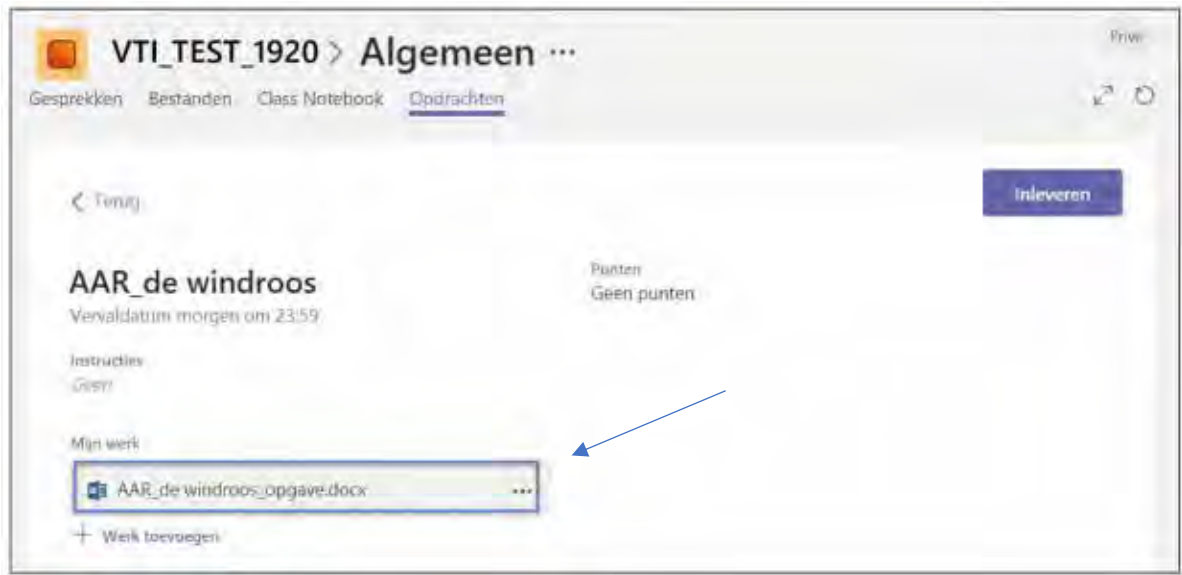 VTI_TEST_1920 > Algemeen ...
Privé
Gesprekken Bestanden Class Notebook Opdrachten
< Terug
Inleveren
AAR_de windroos
Vervaldatum morgen om 23:59
Punten
Geen punten
Instructies
Geen
Mijn werk
AAR_de windroos_opgave.docx ...
+ Werk toevoegen